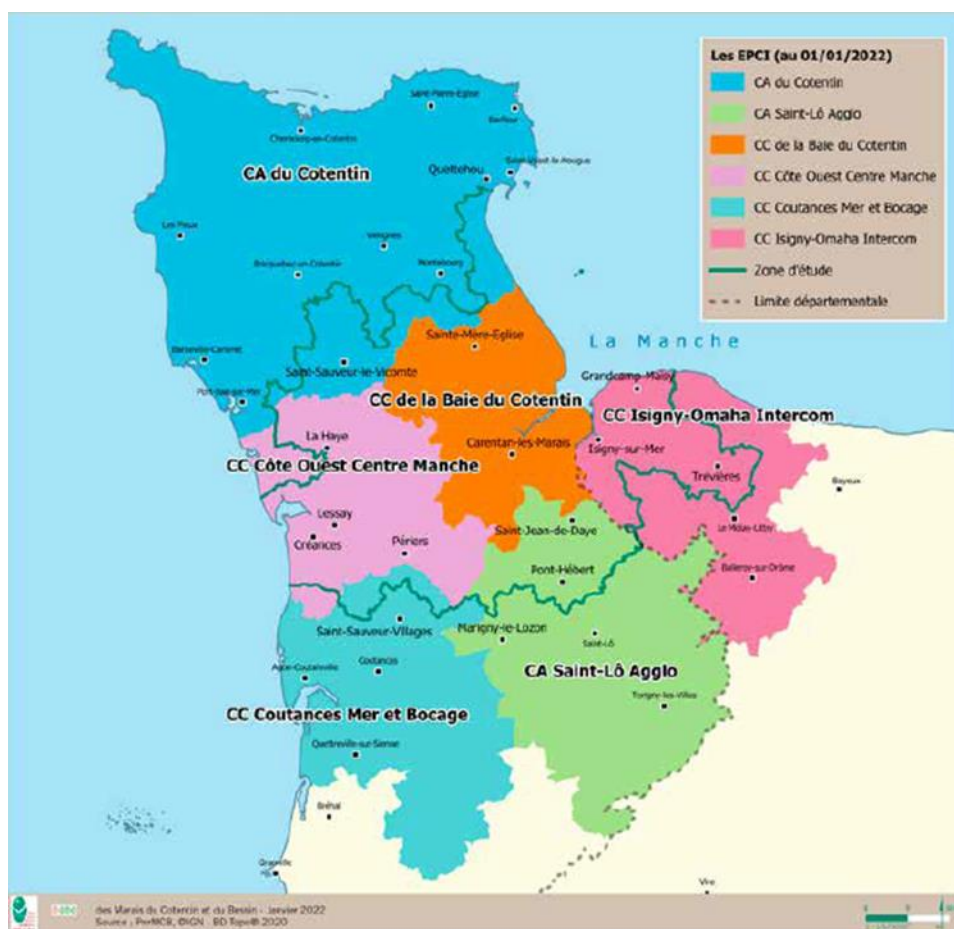 Les EPCI (au 01/01/2022)
CA du Cotentin
CA Saint-Lô Agglo
CC de la Baie du Cotentin
CC Côte Ouest Centre Manche
CC Coutances Mer et Bocage
CC Isigny-Omaha Intercom
Zone d'étude
Limite départementale
Saint-Pierre-Eglise
Barfleur
Cherbourg-en-Cotentin
CA du Cotentin
Quettehou
Les Pieux
Valognes
Bricquebec-en-Cotentin
Montebourg
La Manche
Sainte-Mère-Eglise
Barneville-Carteret
Saint-Sauveur-le-Vicomte
Grandcamp-Maisy
CC de la Baie du Cotentin
CC Isigny-Omaha Intercom
La Haye
Carentan-les-Marais
Isigny-sur-Mer
CC Côte Ouest Centre Manche
Trévières
Bayeux
Lessay
Saint-Jean-de-Daye
Créances
Périers
Pont-Hébert
Balleroy-sur-Drôme
Saint-Sauveur-Villages
Marigny-le-Lozon
Saint-Lô
Coutances
CA Saint-Lô Agglo
Agon-Coutainville
Torigny-les-Villes
CC Coutances Mer et Bocage
Quettreville-sur-Sienne
Bréhal
Granville
Vire
des Marais du Cotentin et du Bessin - Janvier 2022
Source : PnrMCB, ©IGN - BD Topo® 2020